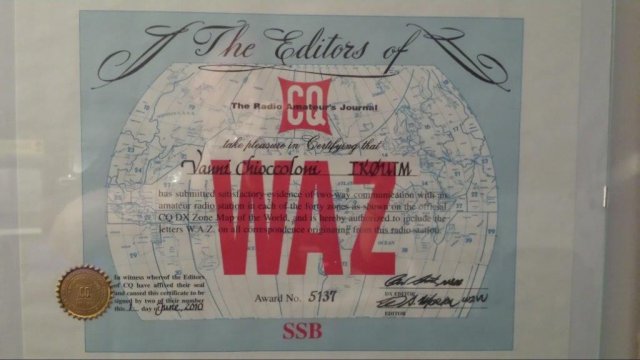 The Editors of
CQ
The Radio Amateur's Journal
take pleasure in Certifying that
Vanni Chioccoloni IKØUUM
has submitted satisfactory evidence of two-way communication with an
amateur radio station in each of the forty zones as shown on the official
CQ DX Zone Map of the World, and is hereby authorized to include the
letters W.A.Z. on all correspondence originating from this radio station.
WAZ
In witness whereof the Editors
of CQ have affixed their seal
and caused this certificate to be
signed by two of their number
this 1 day of June, 2010
Award No. 5137
DX EDITOR
EDITOR
SSB